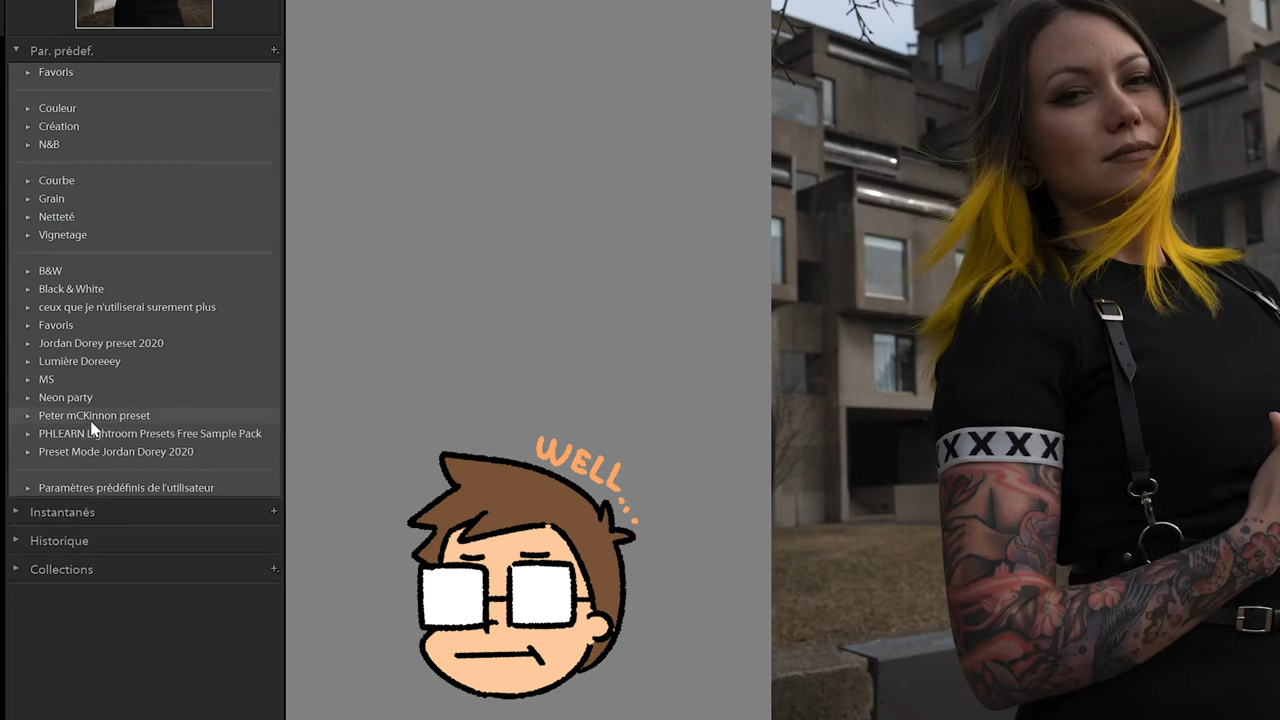 Par. prédef.
Favoris
Couleur
Création
N&B
Courbe
Grain
Netteté
Vignetage
B&W
Black & White
ceux que je n'utiliserai surement plus
Favoris
Jordan Dorey preset 2020
Lumière Doreeey
MS
Neon party
Peter mCKinnon preset
PHLEARN Lightroom Presets Free Sample Pack
Preset Mode Jordan Dorey 2020
Paramètres prédéfinis de l'utilisateur
Instantanés
Historique
Collections
WELL...
XXXX